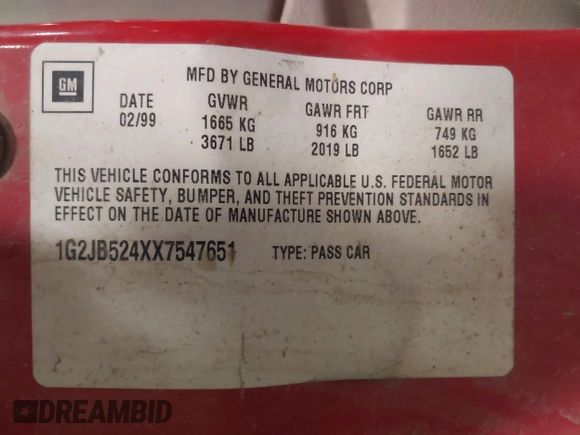 GM
MFD BY GENERAL MOTORS CORP
DATE GVWR GAWR FRT GAWR RR
02/99 1665 KG 916 KG 749 KG
3671 LB 2019 LB 1652 LB
THIS VEHICLE CONFORMS TO ALL APPLICABLE U.S. FEDERAL MOTOR
VEHICLE SAFETY, BUMPER, AND THEFT PREVENTION STANDARDS IN
EFFECT ON THE DATE OF MANUFACTURE SHOWN ABOVE.
1G2JB524XX7547651 TYPE: PASS CAR
DREAMBID